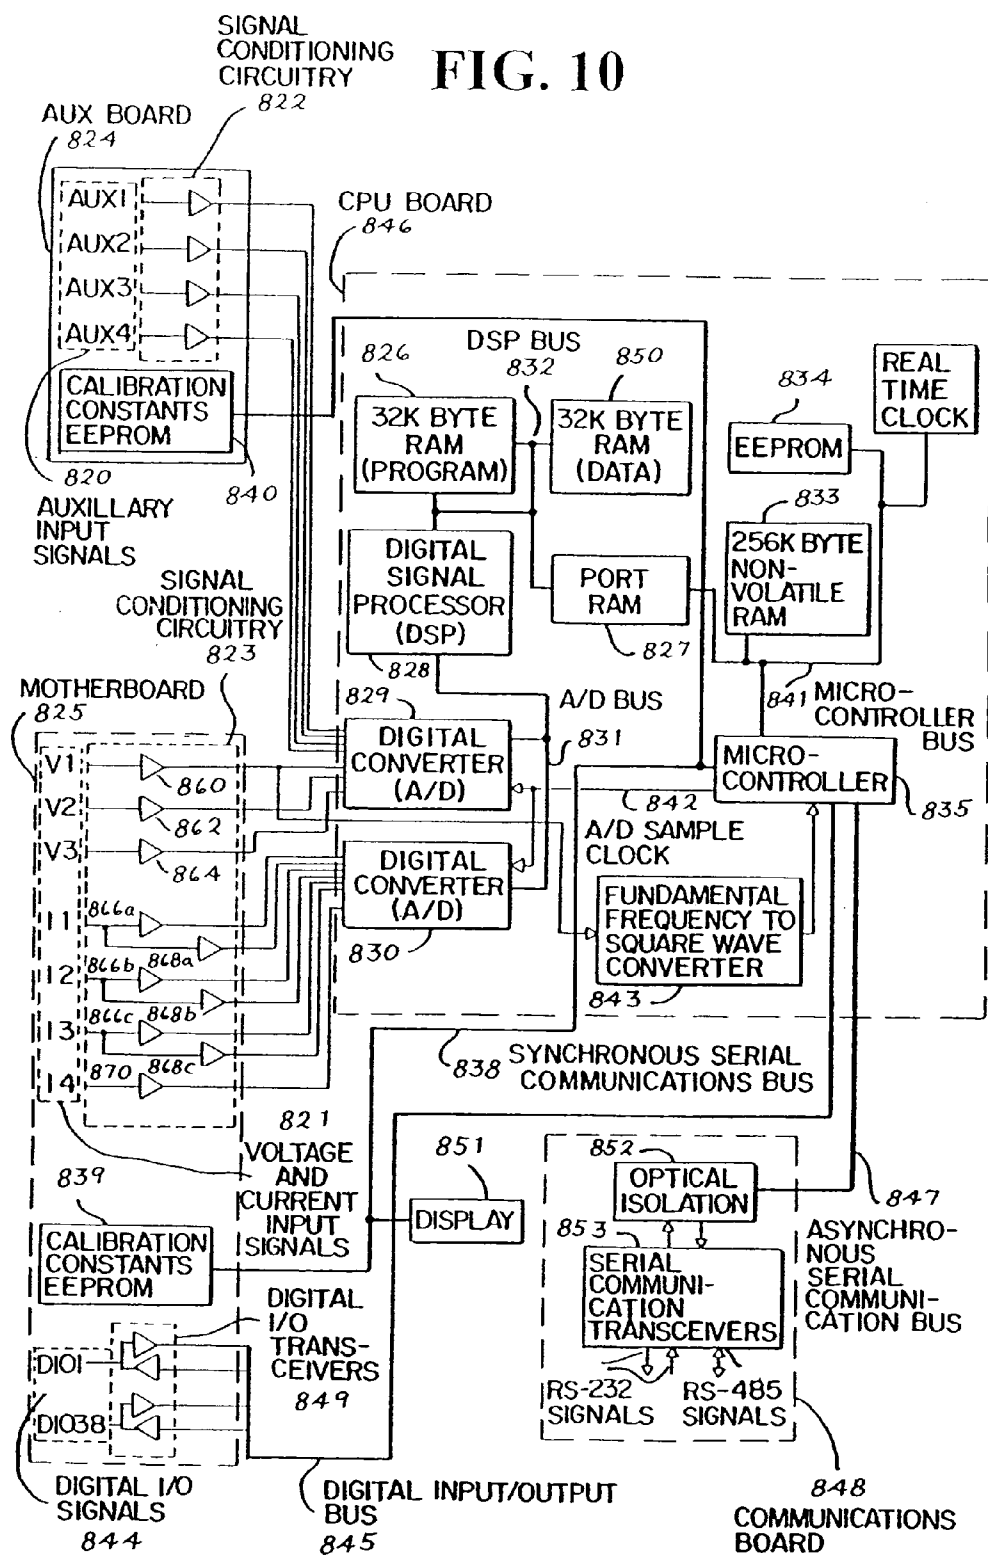 FIG. 10
SIGNAL
CONDITIONING
CIRCUITRY
822
AUX BOARD
824
AUX1
AUX2
AUX3
AUX4
CALIBRATION
CONSTANTS
EEPROM
820
840
AUXILLARY
INPUT
SIGNALS
CPU BOARD
846
DSP BUS
826
832
850
32K BYTE
RAM
(PROGRAM)
32K BYTE
RAM
(DATA)
834
EEPROM
REAL
TIME
CLOCK
833
256K BYTE
NON-
VOLATILE
RAM
DIGITAL
SIGNAL
PROCESSOR
(DSP)
828
PORT
RAM
827
841
MICRO-
CONTROLLER
BUS
SIGNAL
CONDITIONING
CIRCUITRY
823
MOTHERBOARD
825
829
A/D BUS
831
DIGITAL
CONVERTER
(A/D)
MICRO-
CONTROLLER
835
842
A/D SAMPLE
CLOCK
V1
860
V2
862
V3
864
DIGITAL
CONVERTER
(A/D)
830
FUNDAMENTAL
FREQUENCY TO
SQUARE WAVE
CONVERTER
843
I1
866a
868a
I2
866b
868b
I3
866c
868c
I4
870
838
SYNCHRONOUS SERIAL
COMMUNICATIONS BUS
821
VOLTAGE
AND
CURRENT
INPUT
SIGNALS
839
CALIBRATION
CONSTANTS
EEPROM
851
DISPLAY
852
OPTICAL
ISOLATION
853
SERIAL
COMMUNI-
CATION
TRANSCEIVERS
RS-232
SIGNALS
RS-485
SIGNALS
847
ASYNCHRO-
NOUS
SERIAL
COMMUNI-
CATION BUS
DIGITAL
I/O
TRANS-
CEIVERS
849
DIO1
DIO38
DIGITAL I/O
SIGNALS
844
DIGITAL INPUT/OUTPUT
BUS
845
848
COMMUNICATIONS
BOARD